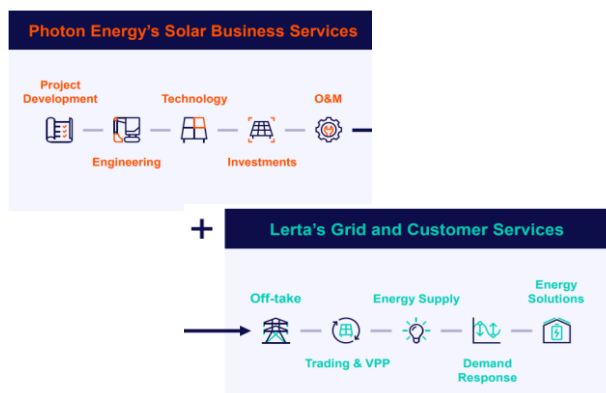 Photon Energy's Solar Business Services
Project
Development
Technology
O&M
Engineering
Investments
+
Lerta's Grid and Customer Services
Off-take
Energy Supply
Energy
Solutions
Trading & VPP
Demand
Response